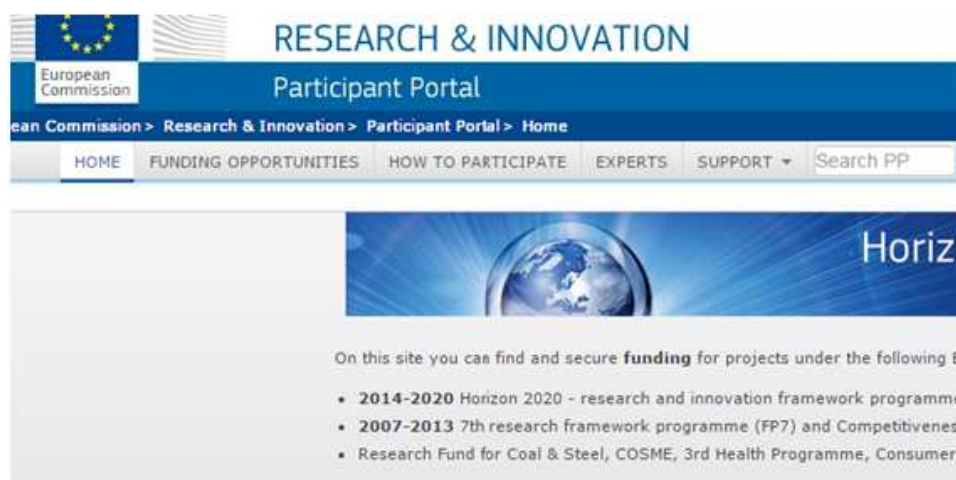 RESEARCH & INNOVATION
European
Commission
Participant Portal
ean Commission > Research & Innovation > Participant Portal > Home
HOME FUNDING OPPORTUNITIES HOW TO PARTICIPATE EXPERTS SUPPORT Search PP
Horiz
On this site you can find and secure funding for projects under the following E
• 2014-2020 Horizon 2020 - research and innovation framework programme
• 2007-2013 7th research framework programme (FP7) and Competitivenes
• Research Fund for Coal & Steel, COSME, 3rd Health Programme, Consumer